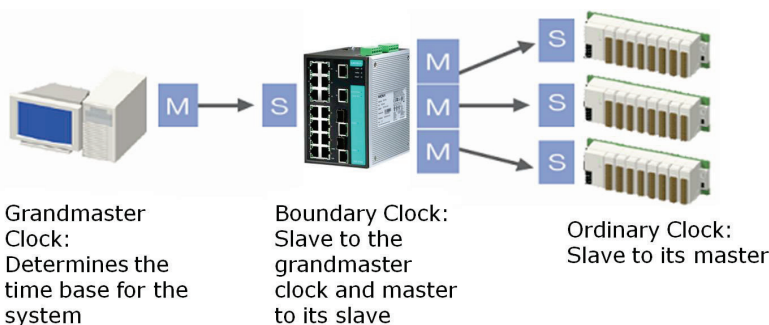 M
S
M
M
M
S
S
S
Grandmaster
Clock:
Determines the
time base for the
system
Boundary Clock:
Slave to the
grandmaster
clock and master
to its slave
Ordinary Clock:
Slave to its master